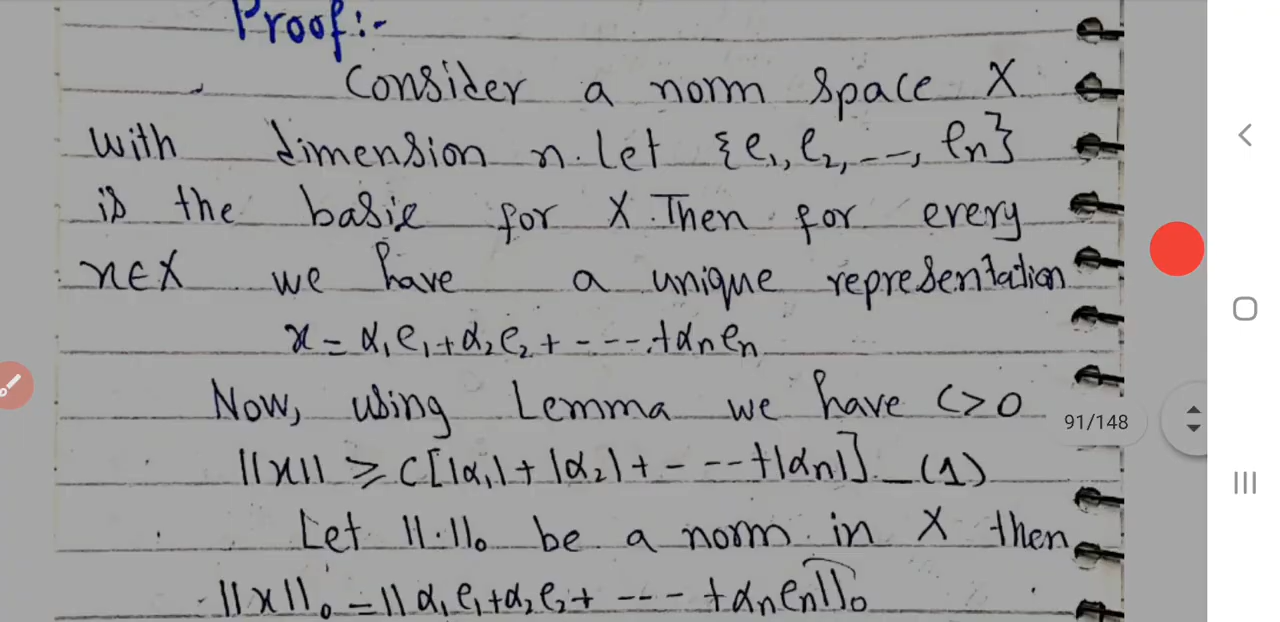 Proof:-
Consider a norm space X
with dimension n. Let {e₁, e₂, ---, en}
is the basie for X. Then for every
x∈X we have a unique representation
x = α₁e₁+α₂e₂+ ----+αnen
Now, using Lemma we have C>0
||x|| ≥ C[|α₁|+|α₂|+- --+|αn|] _(1)
Let ||.||₀ be a norm in X then
||x||₀ = ||α₁e₁+α₂e₂+ --- +αnen||₀
91/148